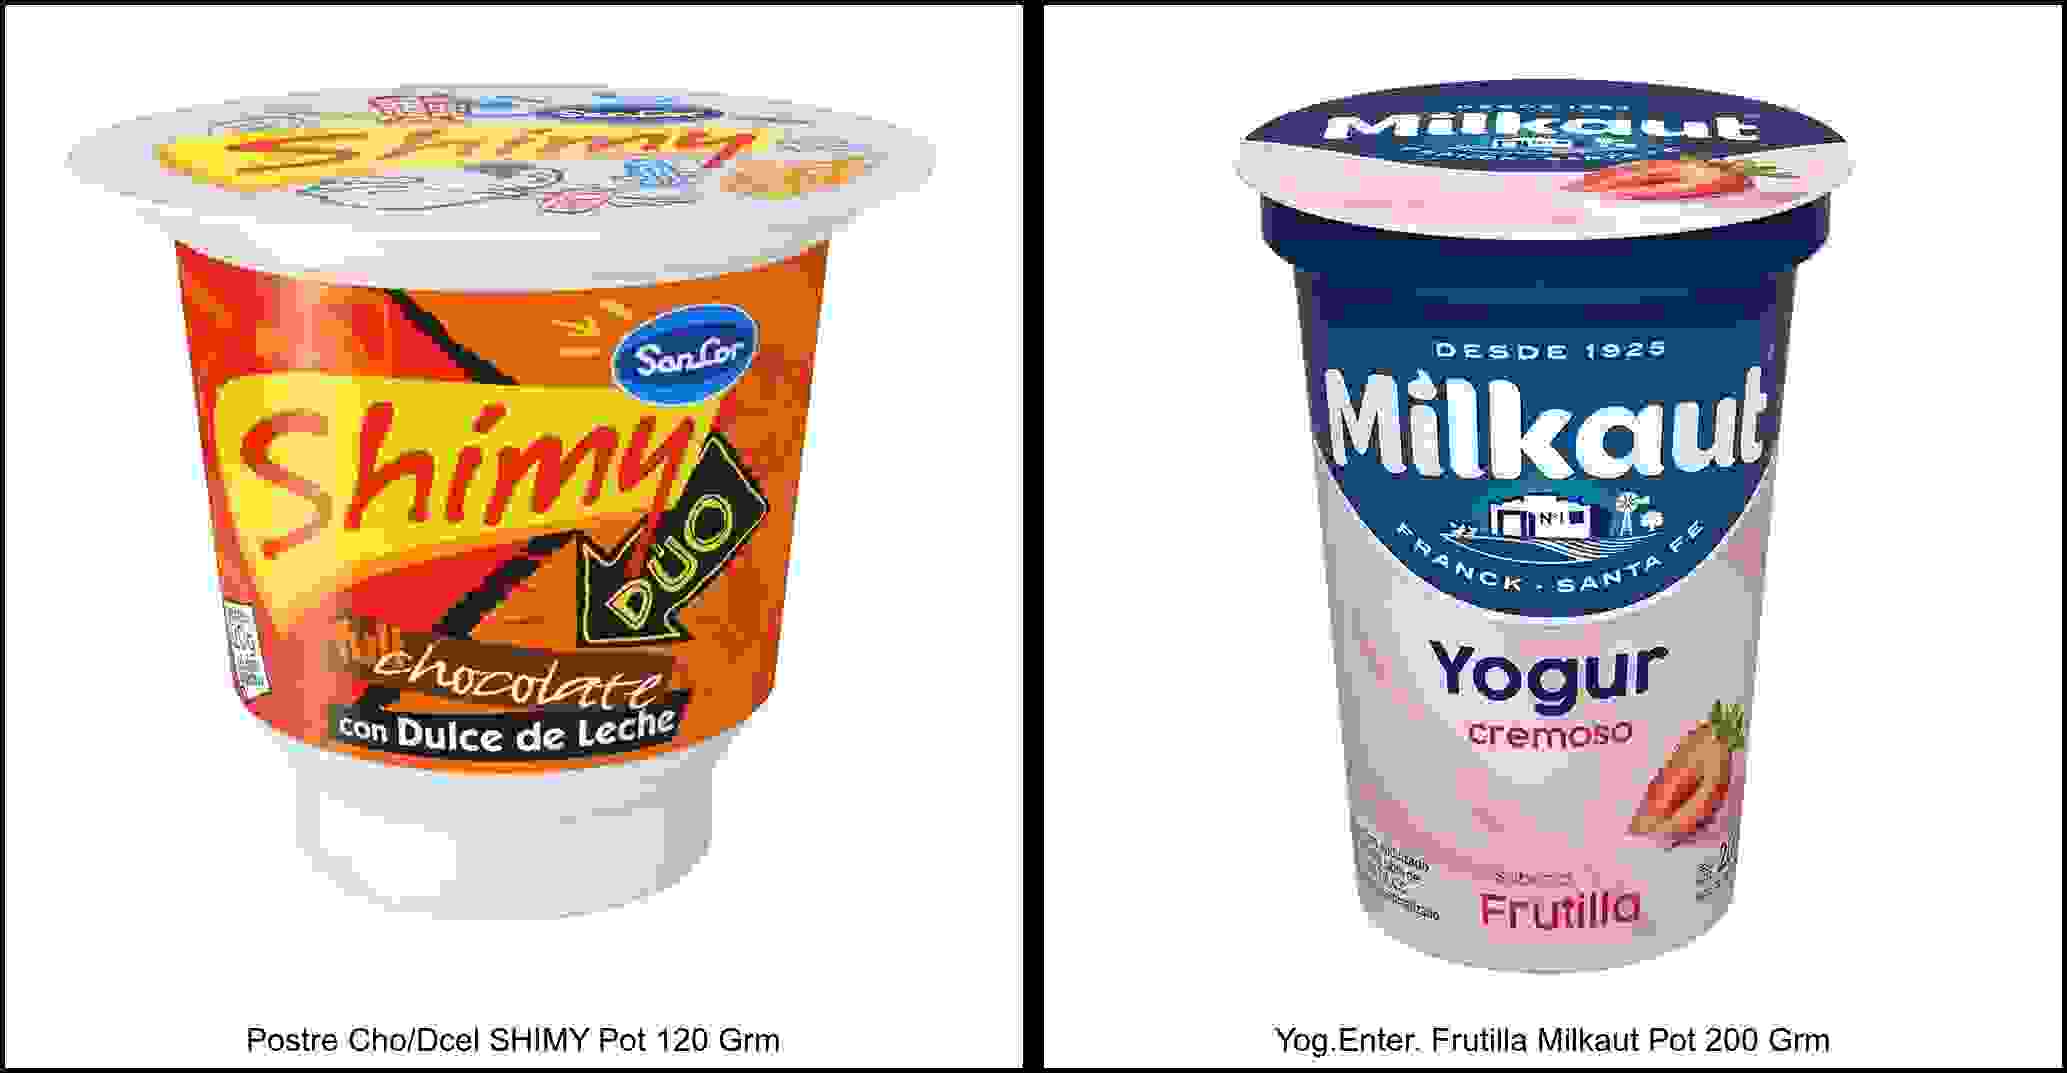 Shimy
SanCor
Shimy
DÚO
chocolate
con Dulce de Leche
Postre Cho/Dcel SHIMY Pot 120 Grm
Milkaut
DESDE 1925
Milkaut
Nº1
FRANCK - SANTA FE
Yogur
cremoso
Frutilla
Yog.Enter. Frutilla Milkaut Pot 200 Grm